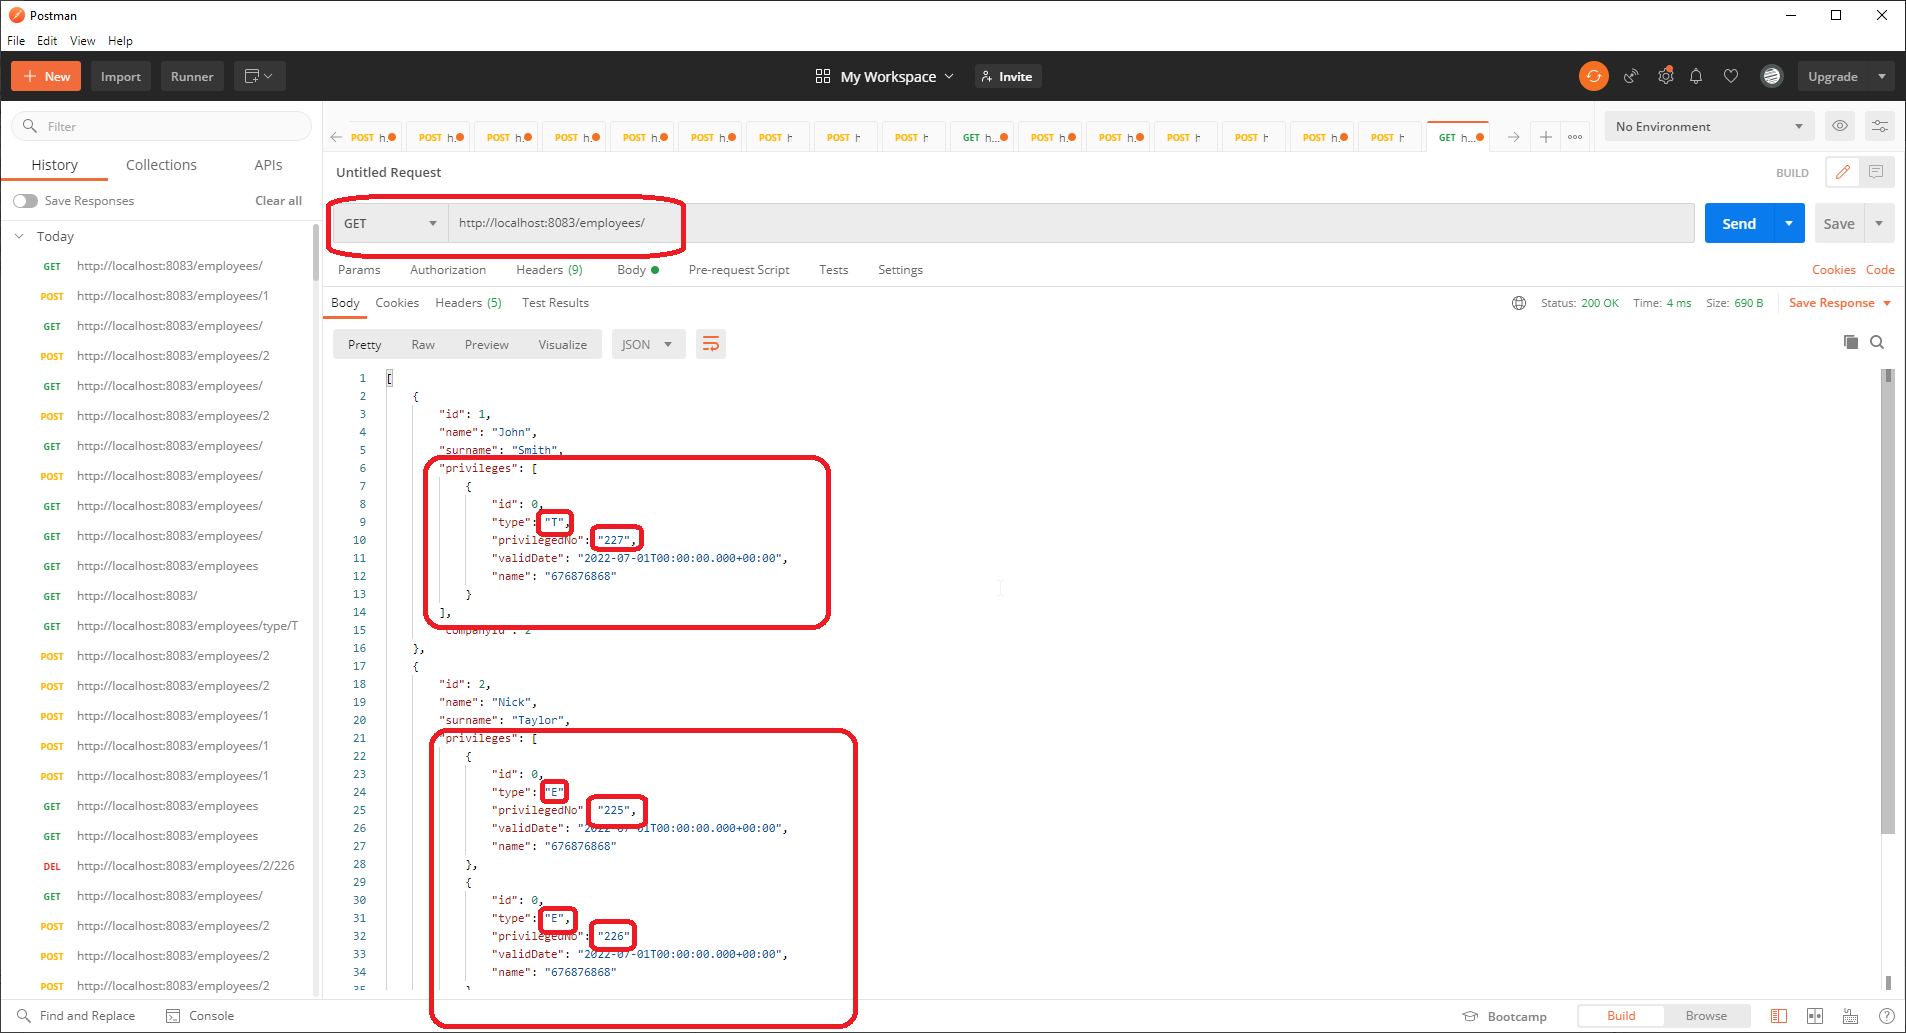 Postman
File Edit View Help
New Import Runner My Workspace Invite Upgrade
Filter
POST h. POST h. POST h. POST h. POST h. POST h. POST h POST h POST h GET h... POST h. POST h. POST h POST h POST h. POST h GET h...
No Environment
History Collections APIs
Untitled Request BUILD
Save Responses Clear all
GET http://localhost:8083/employees/ Send Save
Today
Params Authorization Headers (9) Body Pre-request Script Tests Settings Cookies Code
Body Cookies Headers (5) Test Results Status: 200 OK Time: 4 ms Size: 690 B Save Response
Pretty Raw Preview Visualize JSON
GET http://localhost:8083/employees/
POST http://localhost:8083/employees/1
GET http://localhost:8083/employees/
POST http://localhost:8083/employees/2
GET http://localhost:8083/employees/
POST http://localhost:8083/employees/2
GET http://localhost:8083/employees/
POST http://localhost:8083/employees/
GET http://localhost:8083/employees/
GET http://localhost:8083/employees/
GET http://localhost:8083/employees
GET http://localhost:8083/
GET http://localhost:8083/employees/type/T
POST http://localhost:8083/employees/2
POST http://localhost:8083/employees/2
POST http://localhost:8083/employees/1
POST http://localhost:8083/employees/1
POST http://localhost:8083/employees/1
GET http://localhost:8083/employees
GET http://localhost:8083/employees
DEL http://localhost:8083/employees/2/226
GET http://localhost:8083/employees/
POST http://localhost:8083/employees/2
POST http://localhost:8083/employees/2
POST http://localhost:8083/employees/2
1 [
2 {
3 "id": 1,
4 "name": "John",
5 "surname": "Smith",
6 "privileges": [
7 {
8 "id": 0,
9 "type": "T",
10 "privilegedNo": "227",
11 "validDate": "2022-07-01T00:00:00.000+00:00",
12 "name": "676876868"
13 }
14 ],
15 "companyId": 2
16 },
17 {
18 "id": 2,
19 "name": "Nick",
20 "surname": "Taylor",
21 "privileges": [
22 {
23 "id": 0,
24 "type": "E"
25 "privilegedNo" "225",
26 "validDate": "2022-07-01T00:00:00.000+00:00",
27 "name": "676876868"
28 },
29 {
30 "id": 0,
31 "type": "E",
32 "privilegedNo": "226"
33 "validDate": "2022-07-01T00:00:00.000+00:00",
34 "name": "676876868"
35 }
Find and Replace Console Bootcamp Build Browse